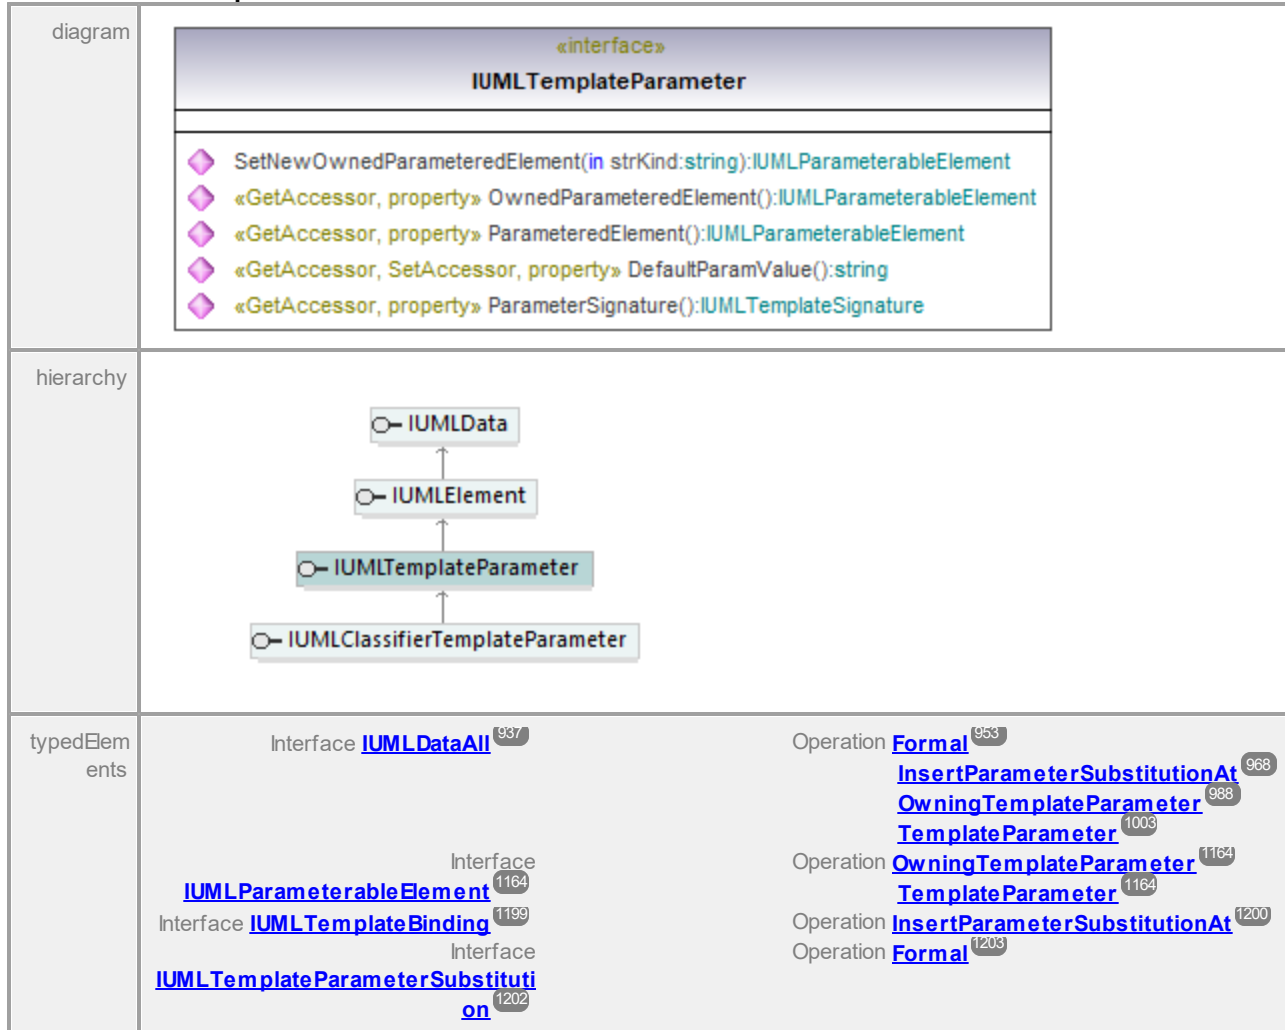 diagram
«interface»
IUMLTemplateParameter
SetNewOwnedParameteredElement(in strKind:string):IUMLParameterableElement
«GetAccessor, property» OwnedParameteredElement():IUMLParameterableElement
«GetAccessor, property» ParameteredElement():IUMLParameterableElement
«GetAccessor, SetAccessor, property» DefaultParamValue():string
«GetAccessor, property» ParameterSignature():IUMLTemplateSignature
hierarchy
IUMLData
IUMLElement
IUMLTemplateParameter
IUMLClassifierTemplateParameter
typedElem
ents
Interface IUMLDataAll 937
Operation Formal 953
InsertParameterSubstitutionAt 968
OwningTemplateParameter 988
TemplateParameter 1003
Interface
IUMLParameterableElement 1164
Operation OwningTemplateParameter 1164
TemplateParameter 1164
Interface IUMLTemplateBinding 1199
Operation InsertParameterSubstitutionAt 1200
Interface
IUMLTemplateParameterSubstituti
on 1202
Operation Formal 1203